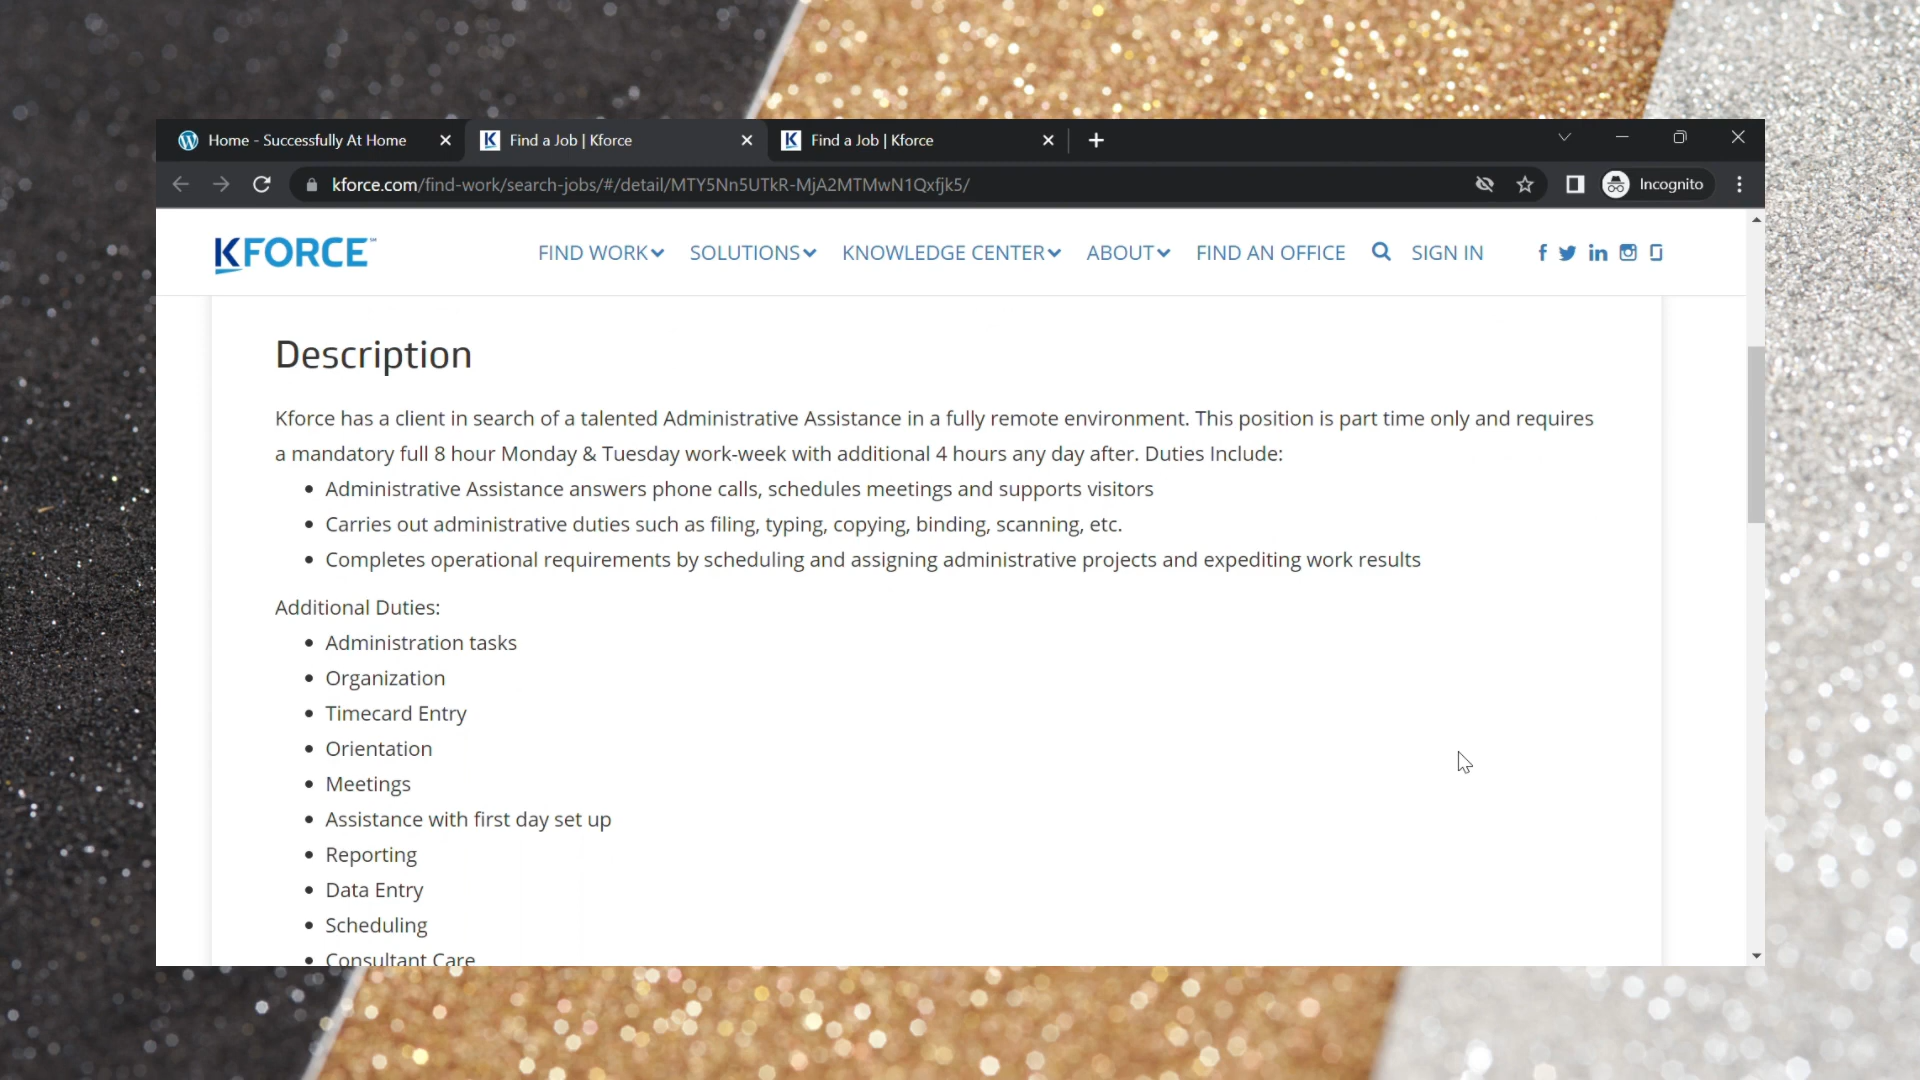 Home - Successfully At Home
Find a Job | Kforce
Find a Job | Kforce
kforce.com/find-work/search-jobs/#/detail/MTY5Nn5UTkR-MjA2MTMwN1Qxfjk5/
Incognito
KFORCE
FIND WORK SOLUTIONS KNOWLEDGE CENTER ABOUT FIND AN OFFICE SIGN IN
Description
Kforce has a client in search of a talented Administrative Assistance in a fully remote environment. This position is part time only and requires
a mandatory full 8 hour Monday & Tuesday work-week with additional 4 hours any day after. Duties Include:
• Administrative Assistance answers phone calls, schedules meetings and supports visitors
• Carries out administrative duties such as filing, typing, copying, binding, scanning, etc.
• Completes operational requirements by scheduling and assigning administrative projects and expediting work results
Additional Duties:
• Administration tasks
• Organization
• Timecard Entry
• Orientation
• Meetings
• Assistance with first day set up
• Reporting
• Data Entry
• Scheduling
• Consultant Care